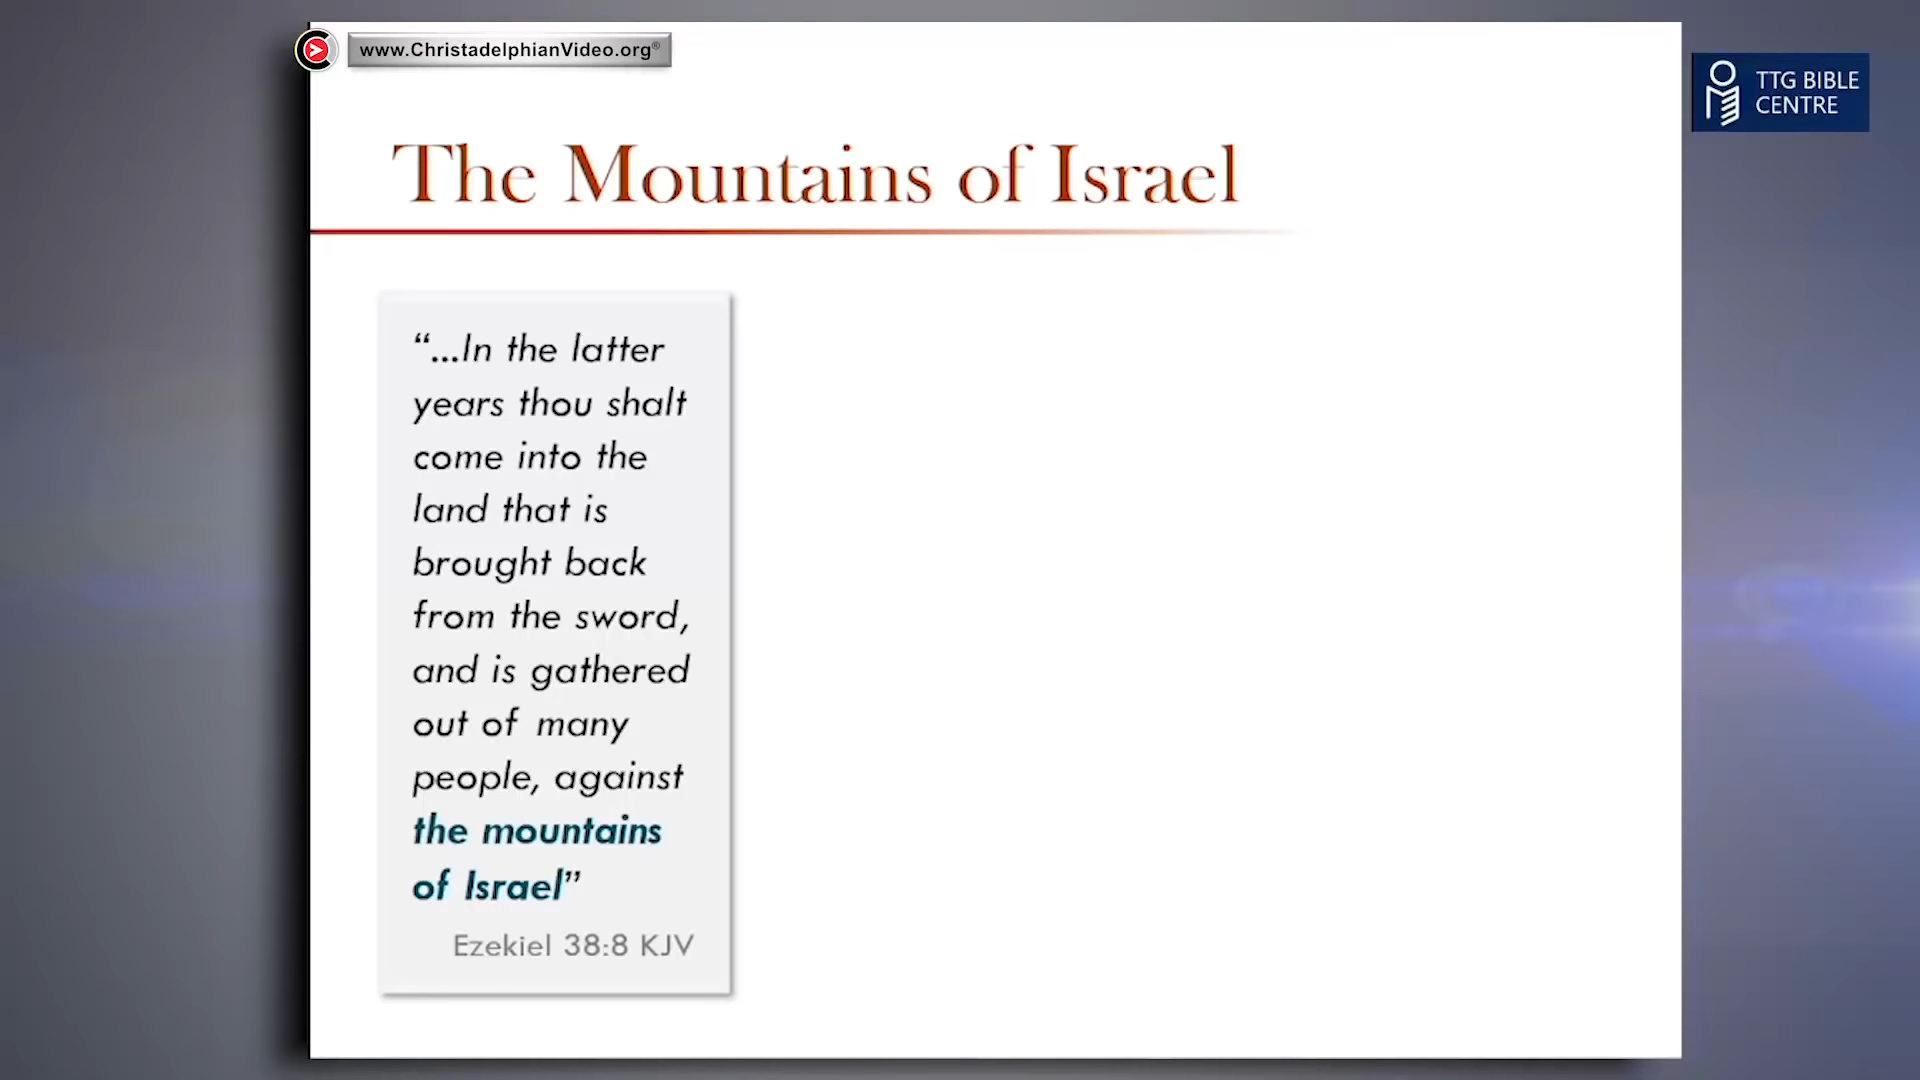 www.ChristadelphianVideo.org®
TTG BIBLE
CENTRE
The Mountains of Israel
“...In the latter
years thou shalt
come into the
land that is
brought back
from the sword,
and is gathered
out of many
people, against
the mountains
of Israel”
Ezekiel 38:8 KJV